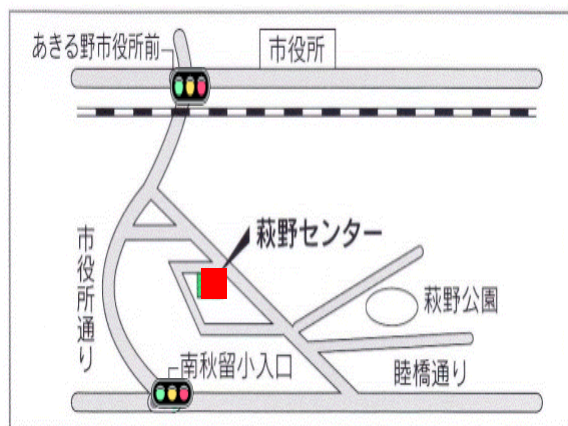 あきる野市役所前
市役所
萩野センター
市役所通り
萩野公園
南秋留小入口
睦橋通り